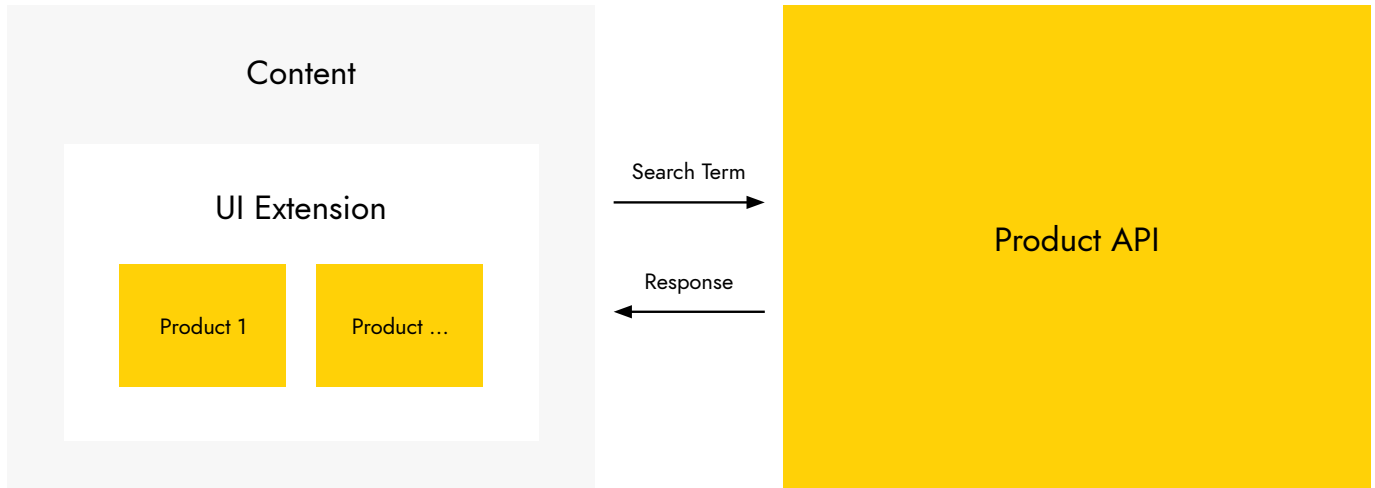 Content
UI Extension
Product 1
Product ...
Search Term
Response
Product API